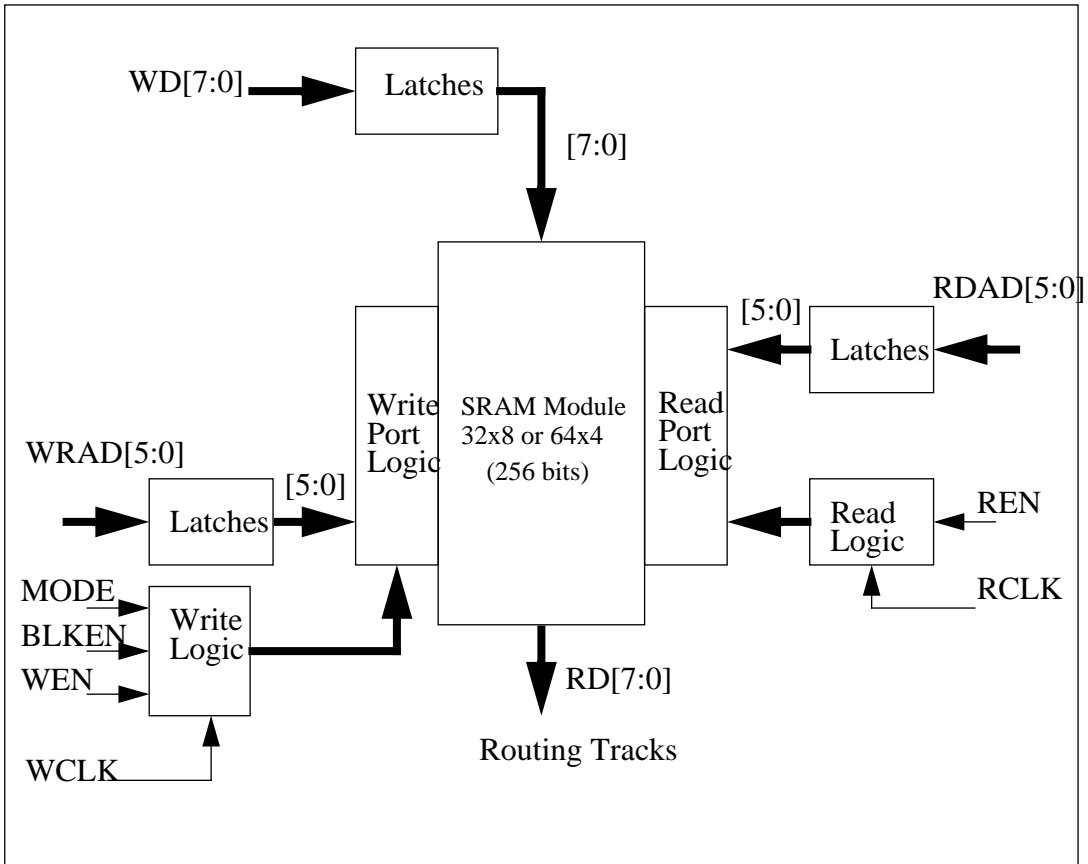 WD[7:0]
Latches
[7:0]
RDAD[5:0]
[5:0]
Latches
Write
Port
Logic
SRAM Module
32x8 or 64x4
(256 bits)
Read
Port
Logic
WRAD[5:0]
[5:0]
Latches
Read
Logic
REN
RCLK
MODE
BLKEN
WEN
Write
Logic
WCLK
RD[7:0]
Routing Tracks